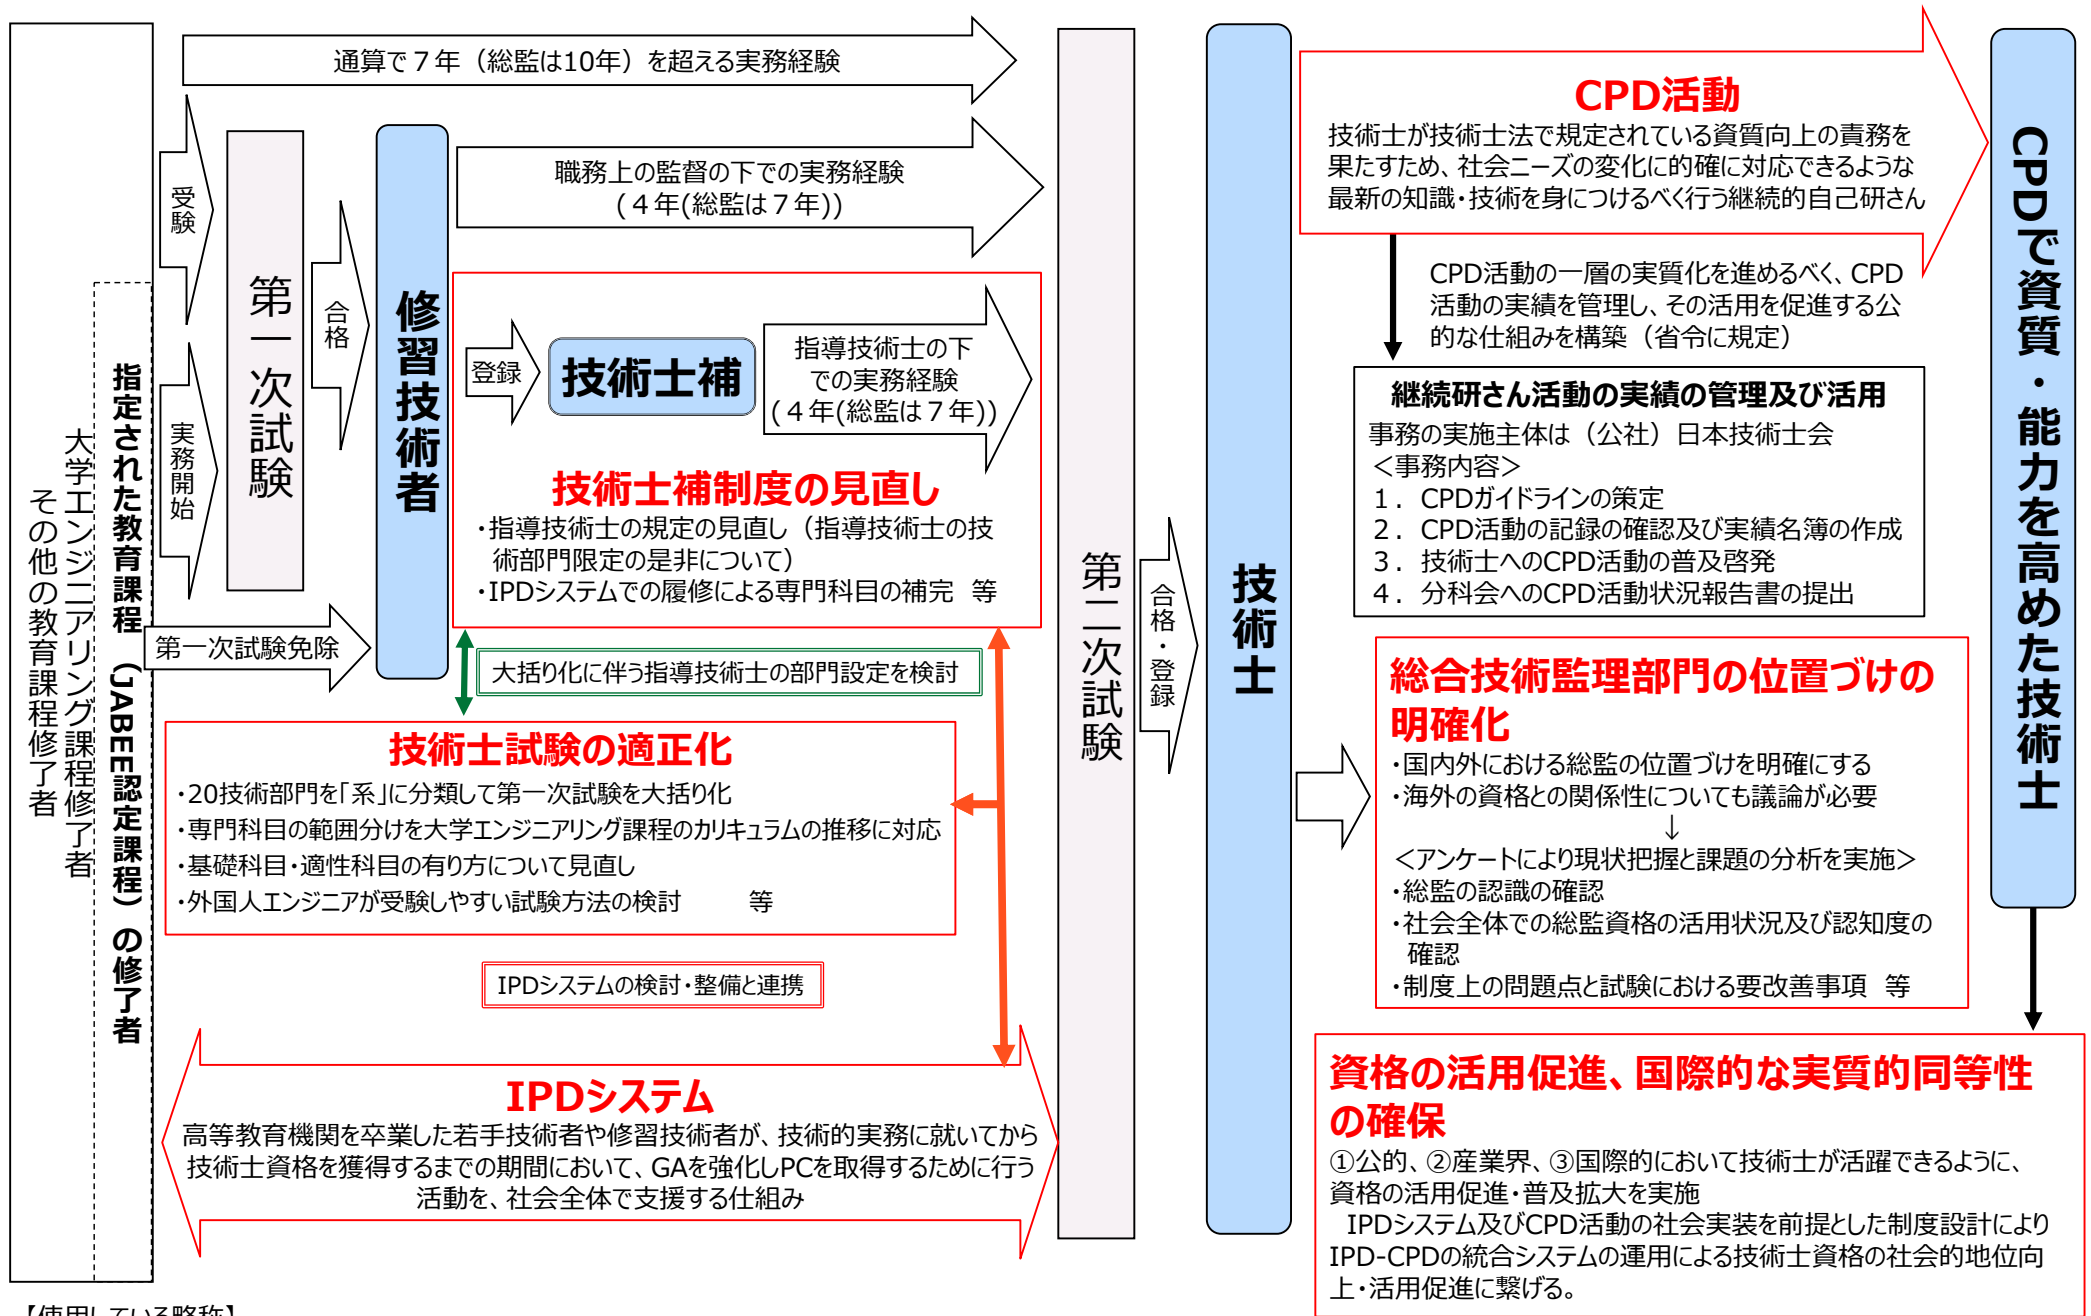 その他の教育課程修了者
大学エンジニアリング課程修了者
指定された教育課程（JABEE認定課程）の修了者
通算で７年（総監は10年）を超える実務経験
受験
実務開始
第一次試験
合格
第一次試験免除
修習技術者
職務上の監督の下での実務経験
(４年(総監は７年))
登録
技術士補
指導技術士の下
での実務経験
(４年(総監は７年))
技術士補制度の見直し
・指導技術士の規定の見直し（指導技術士の技
術部門限定の是非について）
・IPDシステムでの履修による専門科目の補完　等
大括り化に伴う指導技術士の部門設定を検討
技術士試験の適正化
・20技術部門を「系」に分類して第一次試験を大括り化
・専門科目の範囲分けを大学エンジニアリング課程のカリキュラムの推移に対応
・基礎科目・適性科目の有り方について見直し
・外国人エンジニアが受験しやすい試験方法の検討　　　等
IPDシステムの検討・整備と連携
IPDシステム
高等教育機関を卒業した若手技術者や修習技術者が、技術的実務に就いてから
技術士資格を獲得するまでの期間において、GAを強化しPCを取得するために行う
活動を、社会全体で支援する仕組み
第二次試験
合格・登録
技術士
CPD活動
技術士が技術士法で規定されている資質向上の責務を
果たすため、社会ニーズの変化に的確に対応できるような
最新の知識・技術を身につけるべく行う継続的自己研さん
CPD活動の一層の実質化を進めるべく、CPD
活動の実績を管理し、その活用を促進する公
的な仕組みを構築（省令に規定）
継続研さん活動の実績の管理及び活用
事務の実施主体は（公社）日本技術士会
＜事務内容＞
１．CPDガイドラインの策定
２．CPD活動の記録の確認及び実績名簿の作成
３．技術士へのCPD活動の普及啓発
４．分科会へのCPD活動状況報告書の提出
総合技術監理部門の位置づけの
明確化
・国内外における総監の位置づけを明確にする
・海外の資格との関係性についても議論が必要
↓
＜アンケートにより現状把握と課題の分析を実施＞
・総監の認識の確認
・社会全体での総監資格の活用状況及び認知度の
確認
・制度上の問題点と試験における要改善事項　等
CPDで資質・能力を高めた技術士
資格の活用促進、国際的な実質的同等性
の確保
①公的、②産業界、③国際的において技術士が活躍できるように、
資格の活用促進・普及拡大を実施
IPDシステム及びCPD活動の社会実装を前提とした制度設計により
IPD-CPDの統合システムの運用による技術士資格の社会的地位向
上・活用促進に繋げる。
【使用している略称】